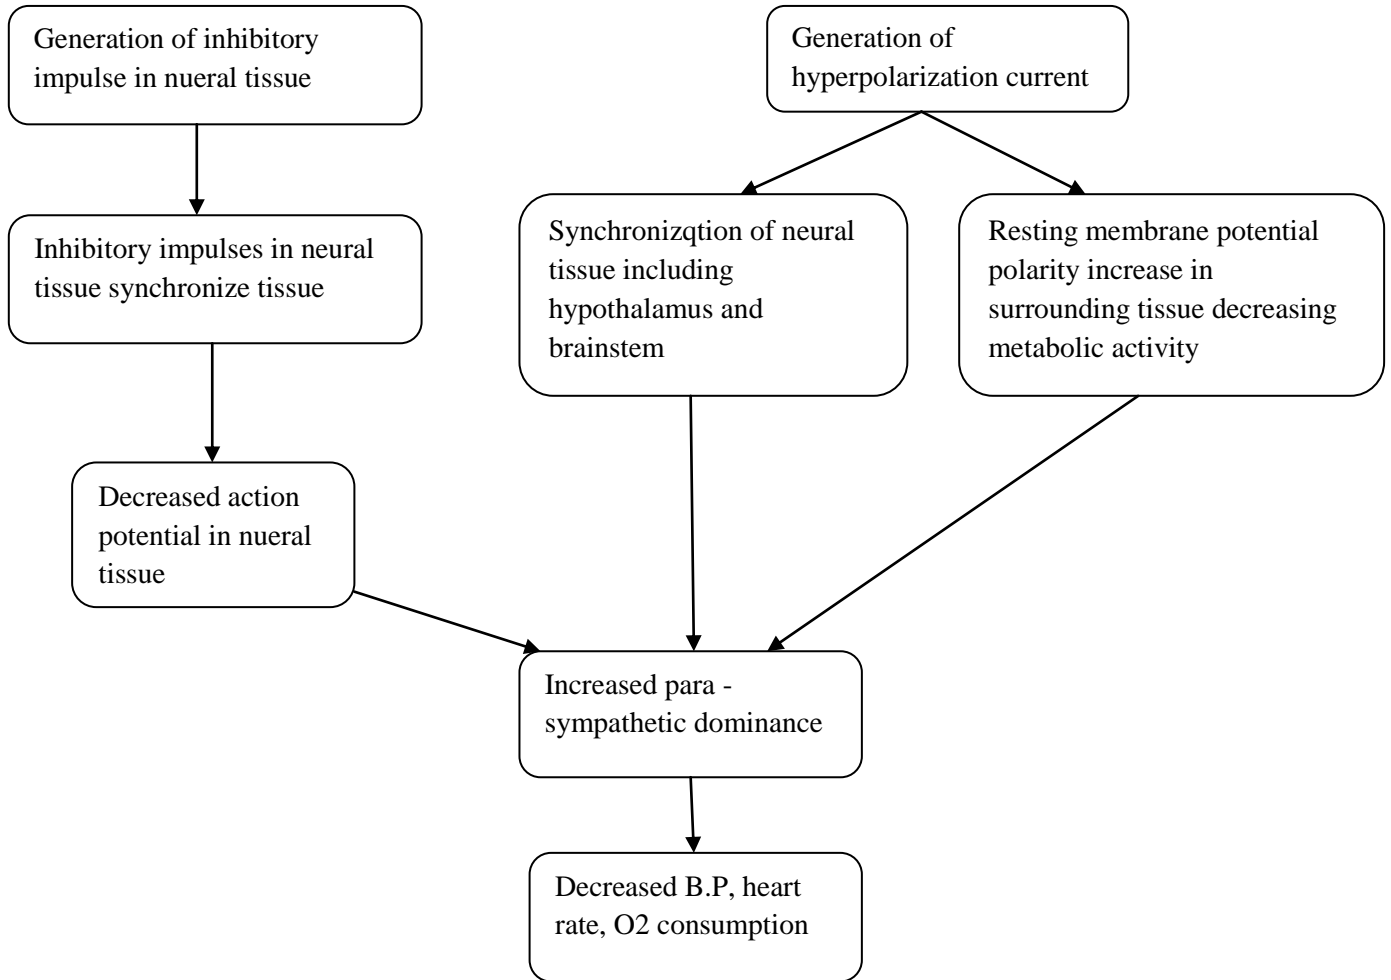 Generation of inhibitory
impulse in nueral tissue
Generation of
hyperpolarization current
Inhibitory impulses in neural
tissue synchronize tissue
Synchronizqtion of neural
tissue including
hypothalamus and
brainstem
Resting membrane potential
polarity increase in
surrounding tissue decreasing
metabolic activity
Decreased action
potential in nueral
tissue
Increased para -
sympathetic dominance
Decreased B.P, heart
rate, O2 consumption